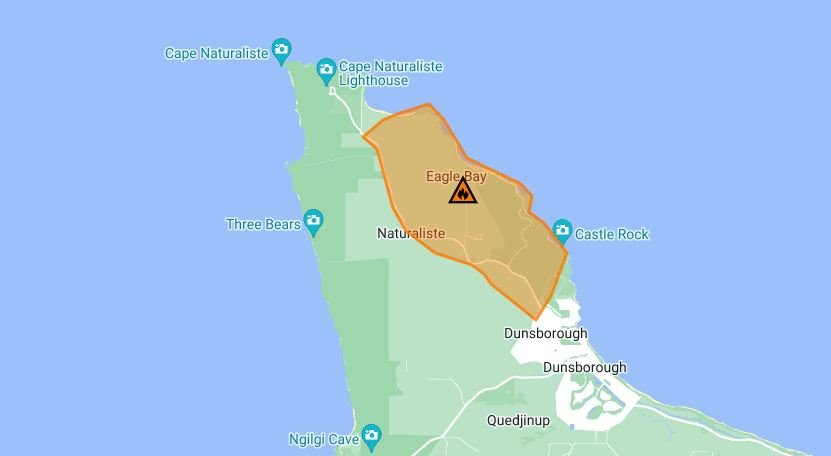 Cape Naturaliste
Cape Naturaliste
Lighthouse
Eagle Bay
Three Bears
Naturaliste
Castle Rock
Dunsborough
Dunsborough
Quedjinup
Ngilgi Cave